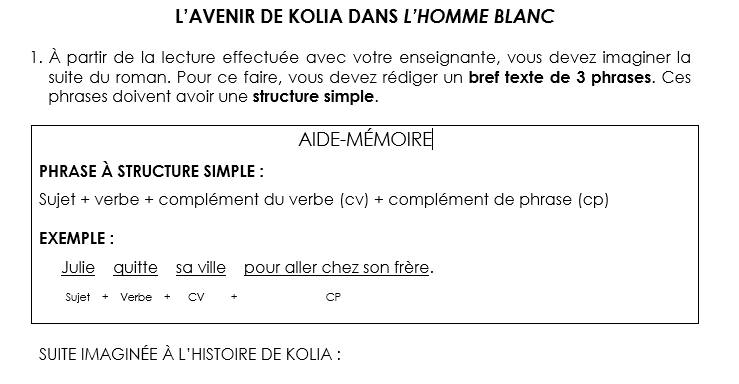 L'AVENIR DE KOLIA DANS L'HOMME BLANC
1. À partir de la lecture effectuée avec votre enseignante, vous devez imaginer la
suite du roman. Pour ce faire, vous devez rédiger un bref texte de 3 phrases. Ces
phrases doivent avoir une structure simple.
AIDE-MÉMOIRE
PHRASE À STRUCTURE SIMPLE :
Sujet + verbe + complément du verbe (cv) + complément de phrase (cp)
EXEMPLE :
Julie quitte sa ville pour aller chez son frère.
Sujet + Verbe + CV + CP
SUITE IMAGINÉE À L'HISTOIRE DE KOLIA :